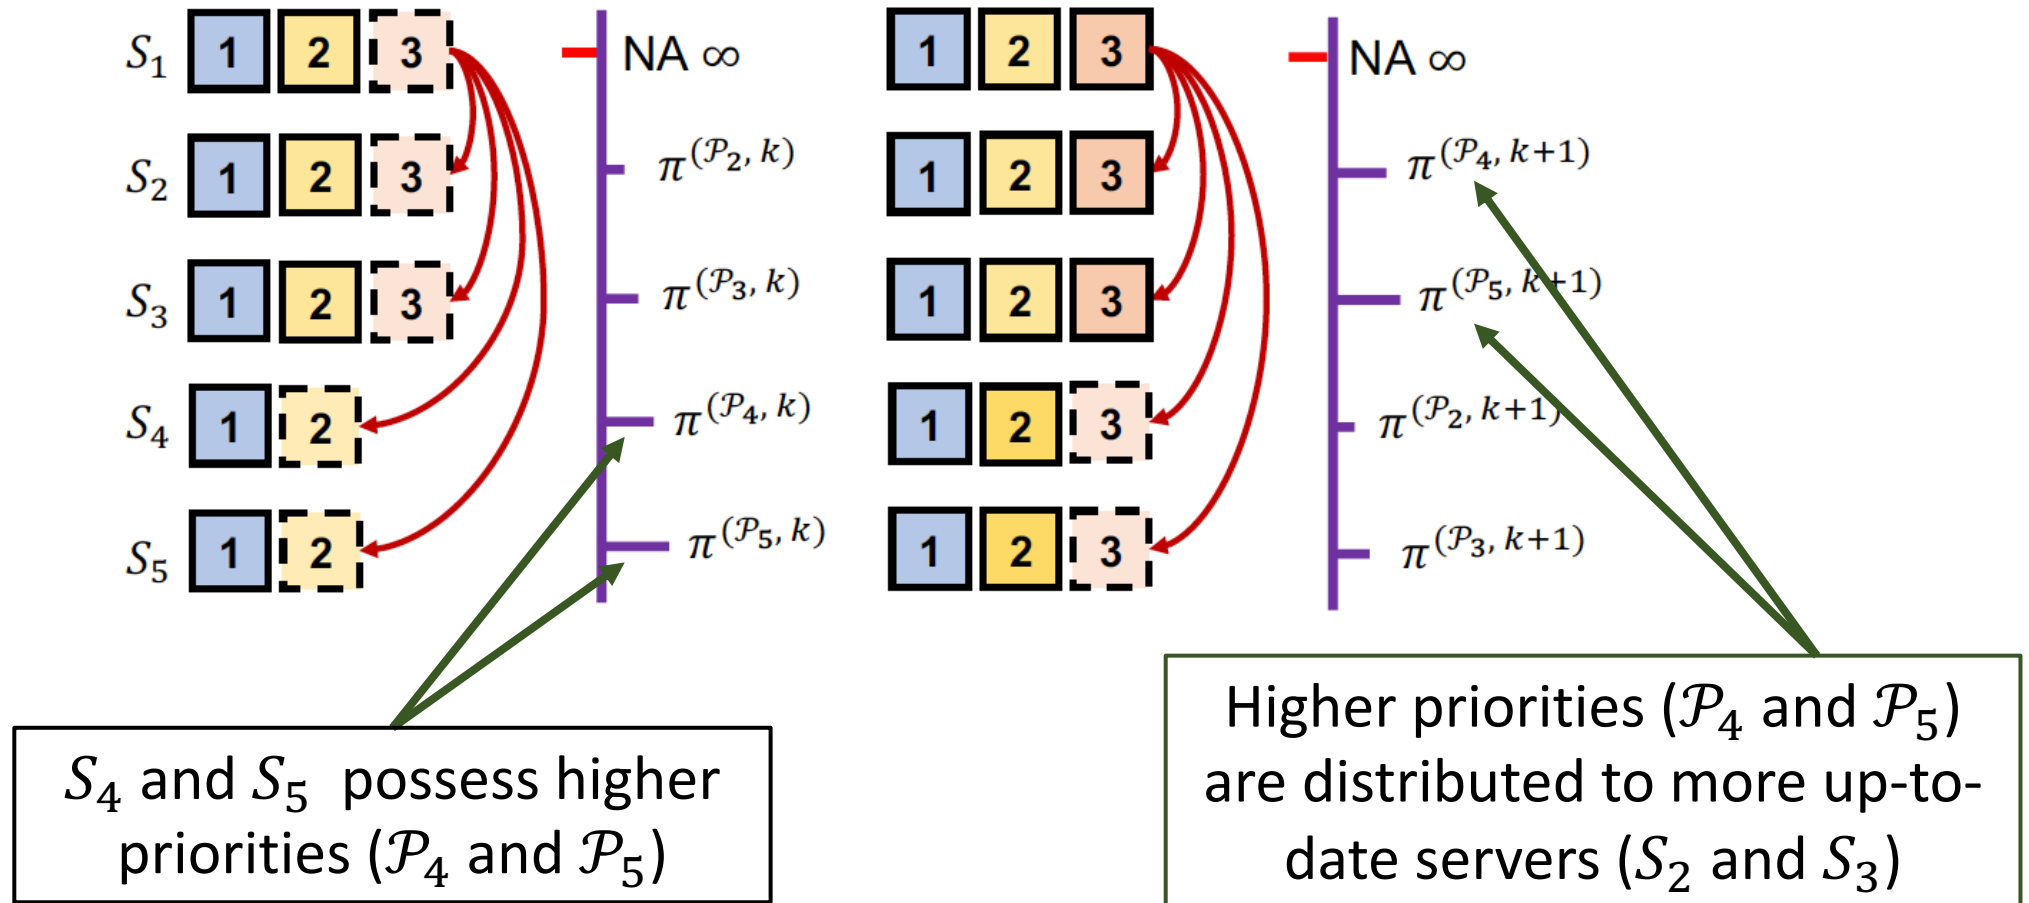 S₁ 1 2 3 NA ∞ 1 2 3 NA ∞
S₂ 1 2 3 π^(𝒫₂, k) 1 2 3 π^(𝒫₄, k+1)
S₃ 1 2 3 π^(𝒫₃, k) 1 2 3 π^(𝒫₅, k+1)
S₄ 1 2 π^(𝒫₄, k) 1 2 3 π^(𝒫₂, k+1)
S₅ 1 2 π^(𝒫₅, k) 1 2 3 π^(𝒫₃, k+1)
S₄ and S₅ possess higher
priorities (𝒫₄ and 𝒫₅)
Higher priorities (𝒫₄ and 𝒫₅)
are distributed to more up-to-
date servers (S₂ and S₃)